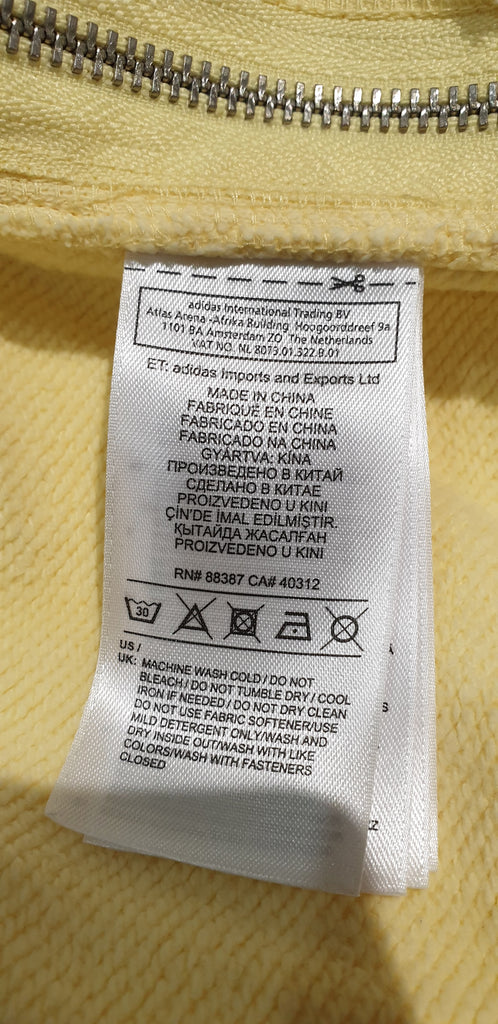 adidas International Trading BV
Atlas Arena -Afrika Building Hoogoorddreef 9a
1101 BA Amsterdam ZO The Netherlands
VAT NO. NL 8073.01.322.B.01
ET: adidas Imports and Exports Ltd
MADE IN CHINA
FABRIQUÉ EN CHINE
FABRICADO EN CHINA
FABRICADO NA CHINA
GYÁRTVA: KÍNA
ПРОИЗВЕДЕНО В КИТАЙ
СДЕЛАНО В КИТАЕ
PROIZVEDENO U KINI
ÇİN'DE İMAL EDİLMİŞTİR.
ҚЫТАЙДА ЖАСАЛҒАН
PROIZVEDENO U KINI
RN# 88387 CA# 40312
30
US /
UK: MACHINE WASH COLD / DO NOT
BLEACH / DO NOT TUMBLE DRY / COOL
IRON IF NEEDED / DO NOT DRY CLEAN
DO NOT USE FABRIC SOFTENER/USE
MILD DETERGENT ONLY/WASH AND
DRY INSIDE OUT/WASH WITH LIKE
COLORS/WASH WITH FASTENERS
CLOSED